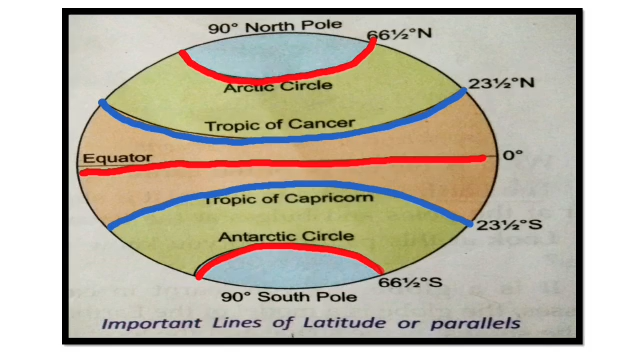 90° North Pole
66½°N
Arctic Circle
23½°N
Tropic of Cancer
Equator
0°
Tropic of Capricorn
23½°S
Antarctic Circle
66½°S
90° South Pole
Important Lines of Latitude or parallels